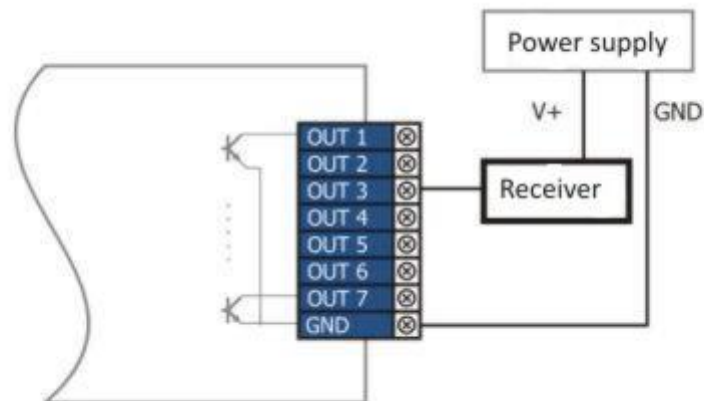 Power supply
V+
GND
OUT 1
OUT 2
OUT 3
OUT 4
OUT 5
OUT 6
OUT 7
GND
Receiver